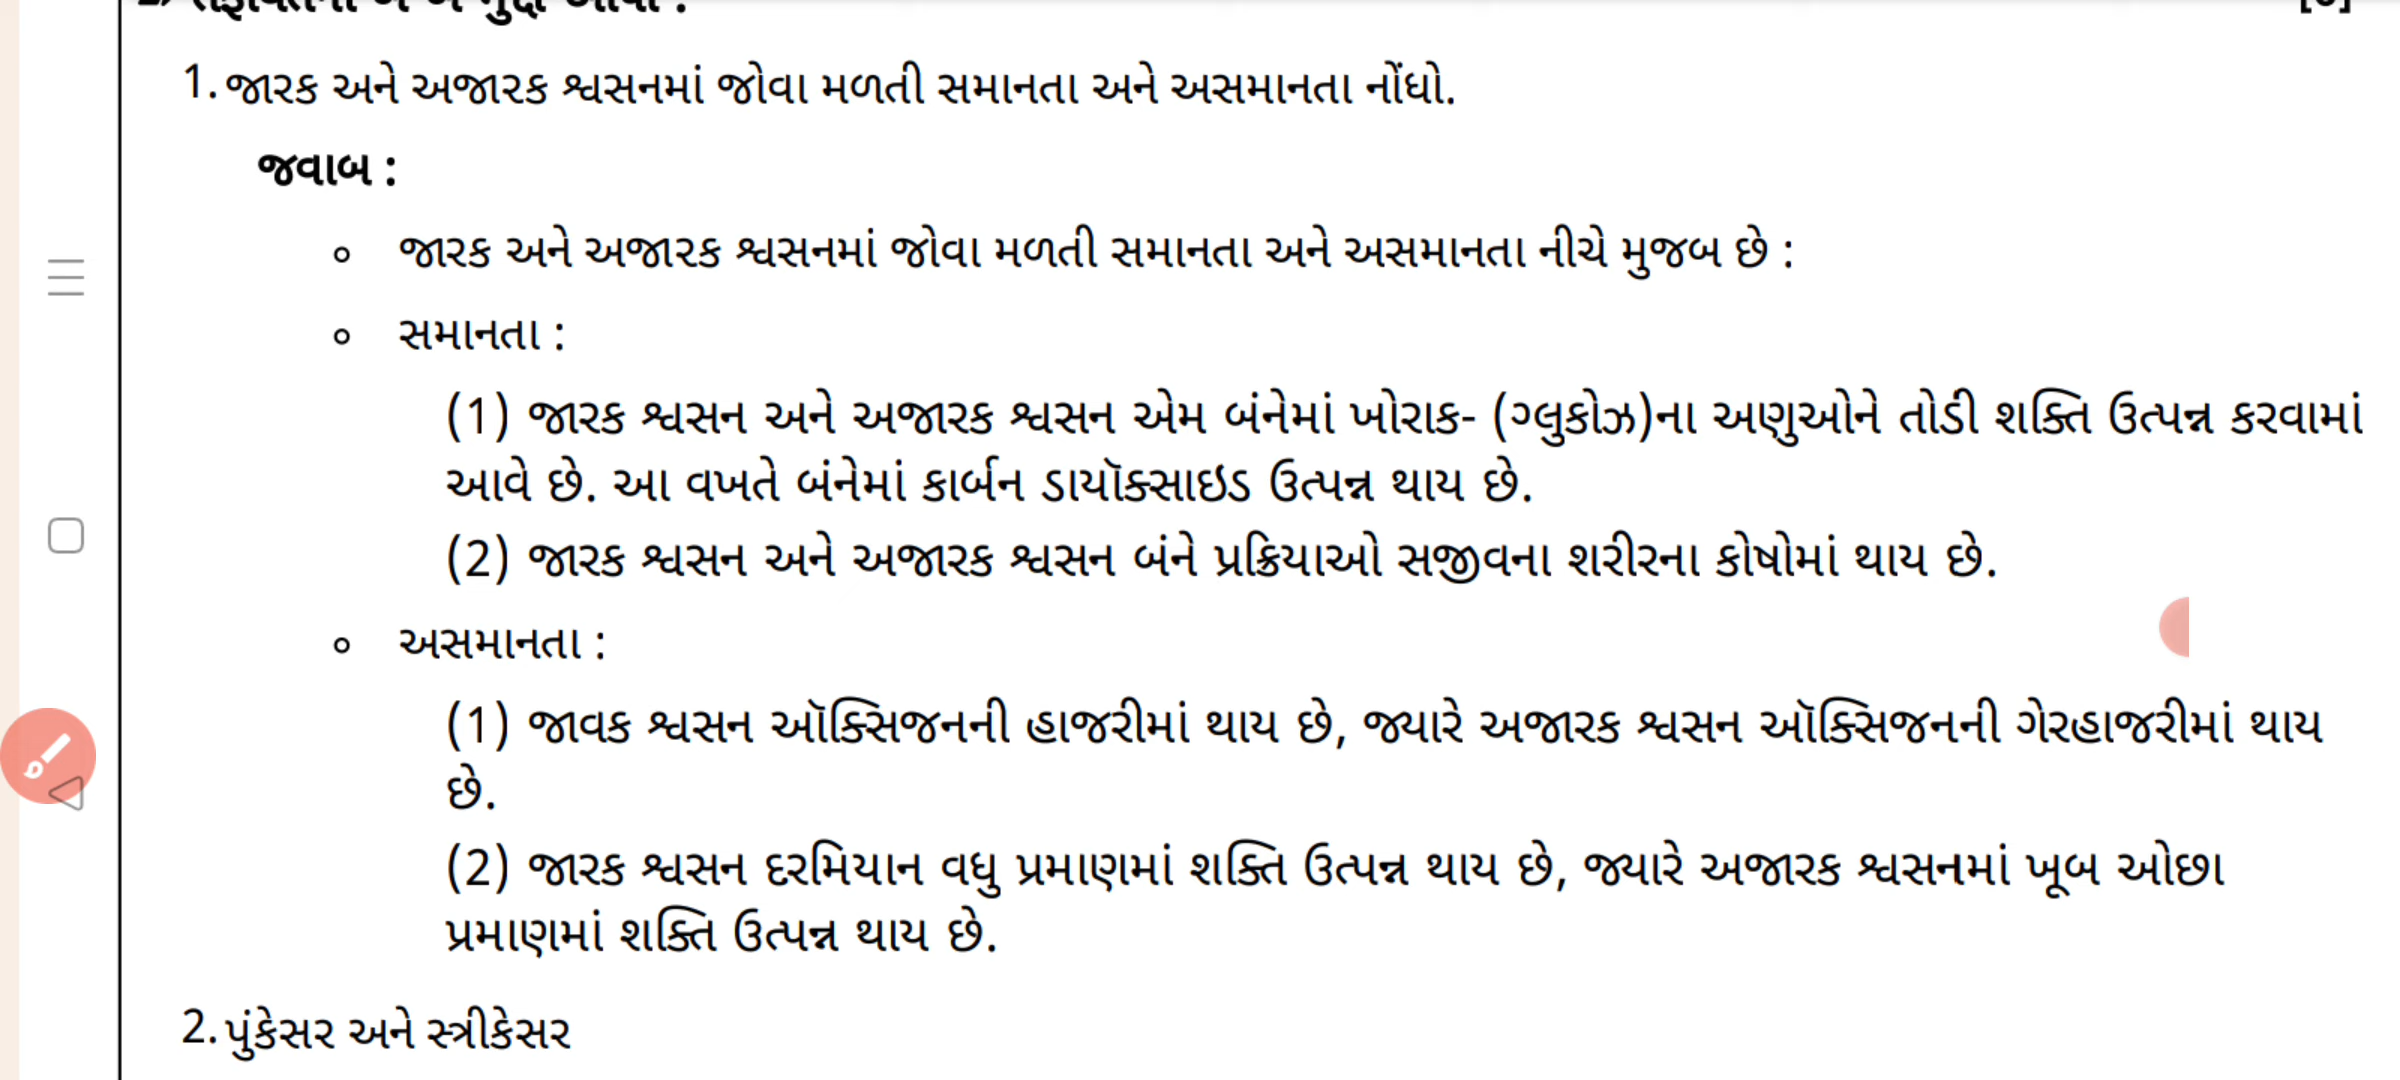 1. જારક અને અજારક શ્વસનમાં જોવા મળતી સમાનતા અને અસમાનતા નોંધો.
જવાબ :
જારક અને અજારક શ્વસનમાં જોવા મળતી સમાનતા અને અસમાનતા નીચે મુજબ છે :
સમાનતા :
(1) જારક શ્વસન અને અજારક શ્વસન એમ બંનેમાં ખોરાક- (ગ્લુકોઝ)ના અણુઓને તોડી શક્તિ ઉત્પન્ન કરવામાં
આવે છે. આ વખતે બંનેમાં કાર્બન ડાયૉક્સાઇડ ઉત્પન્ન થાય છે.
(2) જારક શ્વસન અને અજારક શ્વસન બંને પ્રક્રિયાઓ સજીવના શરીરના કોષોમાં થાય છે.
અસમાનતા :
(1) જાવક શ્વસન ઑક્સિજનની હાજરીમાં થાય છે, જ્યારે અજારક શ્વસન ઑક્સિજનની ગેરહાજરીમાં થાય
છે.
(2) જારક શ્વસન દરમિયાન વધુ પ્રમાણમાં શક્તિ ઉત્પન્ન થાય છે, જ્યારે અજારક શ્વસનમાં ખૂબ ઓછા
પ્રમાણમાં શક્તિ ઉત્પન્ન થાય છે.
2. પુંકેસર અને સ્ત્રીકેસર